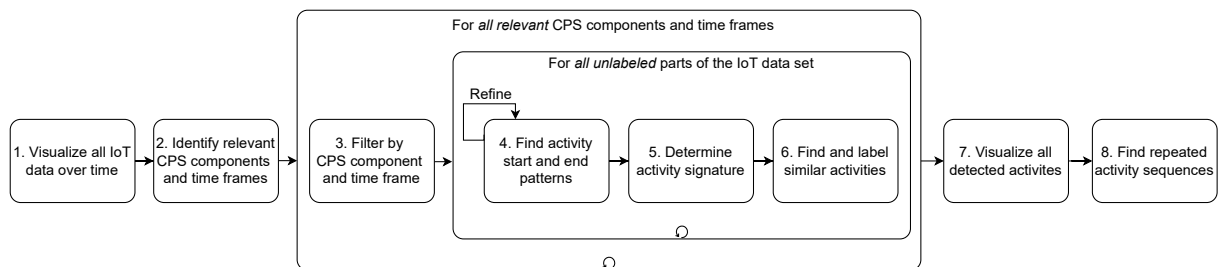 For all relevant CPS components and time frames
For all unlabeled parts of the IoT data set
Refine
1. Visualize all IoT
data over time
2. Identify relevant
CPS components
and time frames
3. Filter by
CPS component
and time frame
4. Find activity
start and end
patterns
5. Determine
activity signature
6. Find and label
similar activities
7. Visualize all
detected activites
8. Find repeated
activity sequences